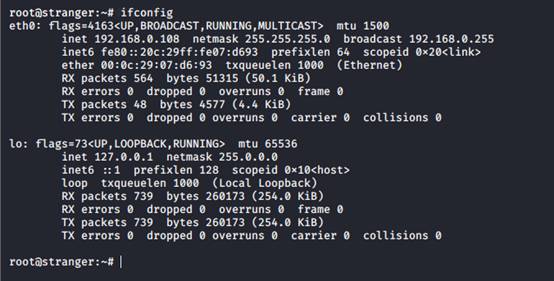 root@stranger:~# ifconfig
eth0: flags=4163<UP,BROADCAST,RUNNING,MULTICAST>  mtu 1500
        inet 192.168.0.108  netmask 255.255.255.0  broadcast 192.168.0.255
        inet6 fe80::20c:29ff:fe07:d693  prefixlen 64  scopeid 0×20<link>
        ether 00:0c:29:07:d6:93  txqueuelen 1000  (Ethernet)
        RX packets 564  bytes 51315 (50.1 KiB)
        RX errors 0  dropped 0  overruns 0  frame 0
        TX packets 48  bytes 4577 (4.4 KiB)
        TX errors 0  dropped 0 overruns 0  carrier 0  collisions 0

lo: flags=73<UP,LOOPBACK,RUNNING>  mtu 65536
        inet 127.0.0.1  netmask 255.0.0.0
        inet6 ::1  prefixlen 128  scopeid 0×10<host>
        loop  txqueuelen 1000  (Local Loopback)
        RX packets 739  bytes 260173 (254.0 KiB)
        RX errors 0  dropped 0  overruns 0  frame 0
        TX packets 739  bytes 260173 (254.0 KiB)
        TX errors 0  dropped 0 overruns 0  carrier 0  collisions 0

root@stranger:~#